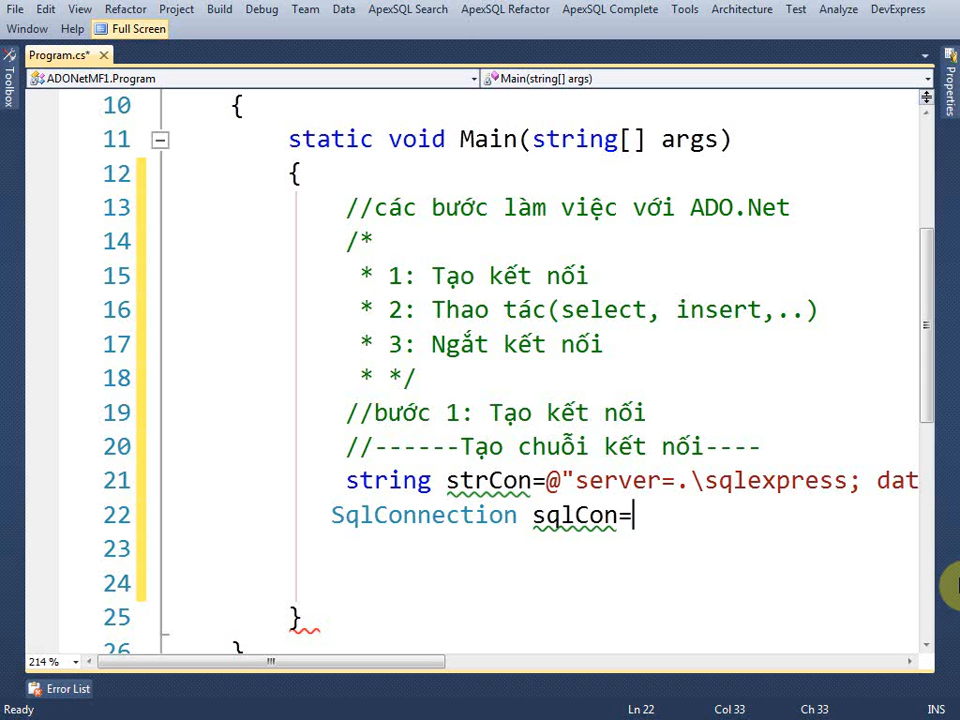 File Edit View Refactor Project Build Debug Team Data ApexSQL Search ApexSQL Refactor ApexSQL Complete Tools Architecture Test Analyze DevExpress
Window Help Full Screen
Program.cs* ×
Toolbox
Properties
ADONetMF1.Program Main(string[] args)
10 {
11 static void Main(string[] args)
12 {
13 //các bước làm việc với ADO.Net
14 /*
15 * 1: Tạo kết nối
16 * 2: Thao tác(select, insert,..)
17 * 3: Ngắt kết nối
18 * */
19 //bước 1: Tạo kết nối
20 //------Tạo chuỗi kết nối----
21 string strCon=@"server=.\sqlexpress; dat
22 SqlConnection sqlCon=
23
24
25 }
26 }
214 %
Error List
Ready Ln 22 Col 33 Ch 33 INS